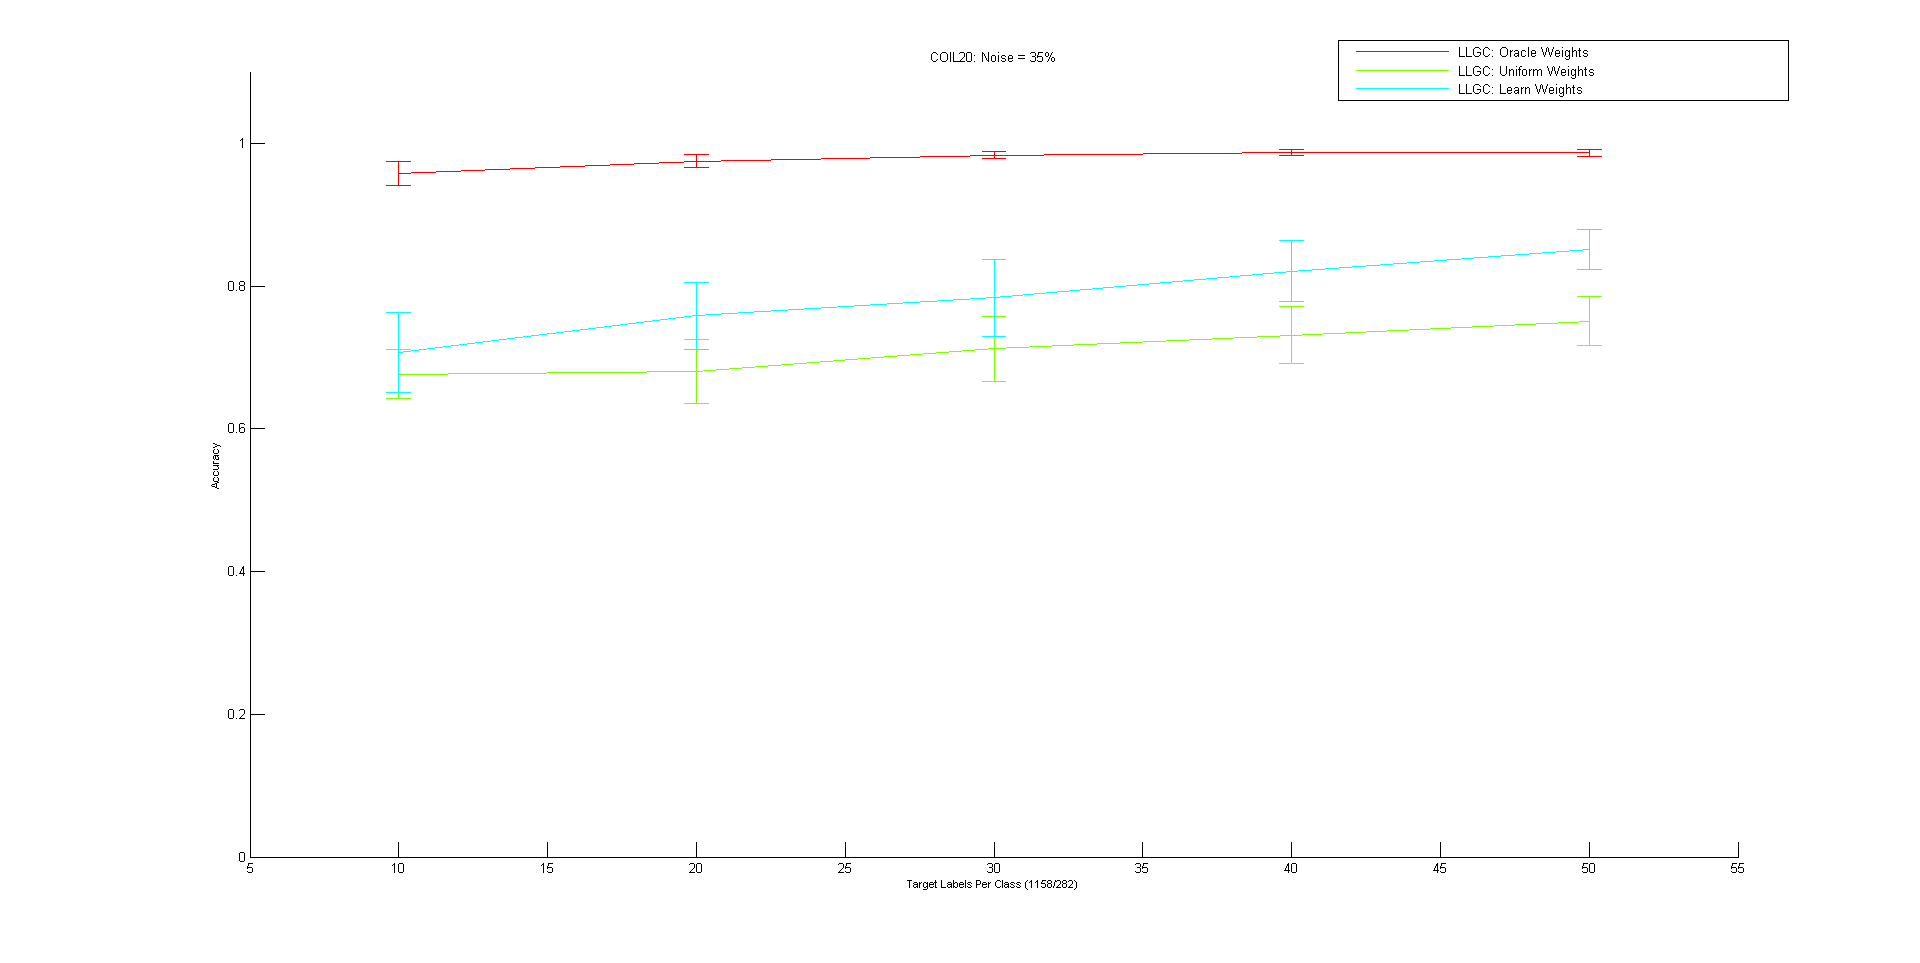 COIL20: Noise = 35%
LLGC: Oracle Weights
LLGC: Uniform Weights
LLGC: Learn Weights
1
0.8
0.6
0.4
0.2
0
Accuracy
5 10 15 20 25 30 35 40 45 50 55
Target Labels Per Class (1158/282)